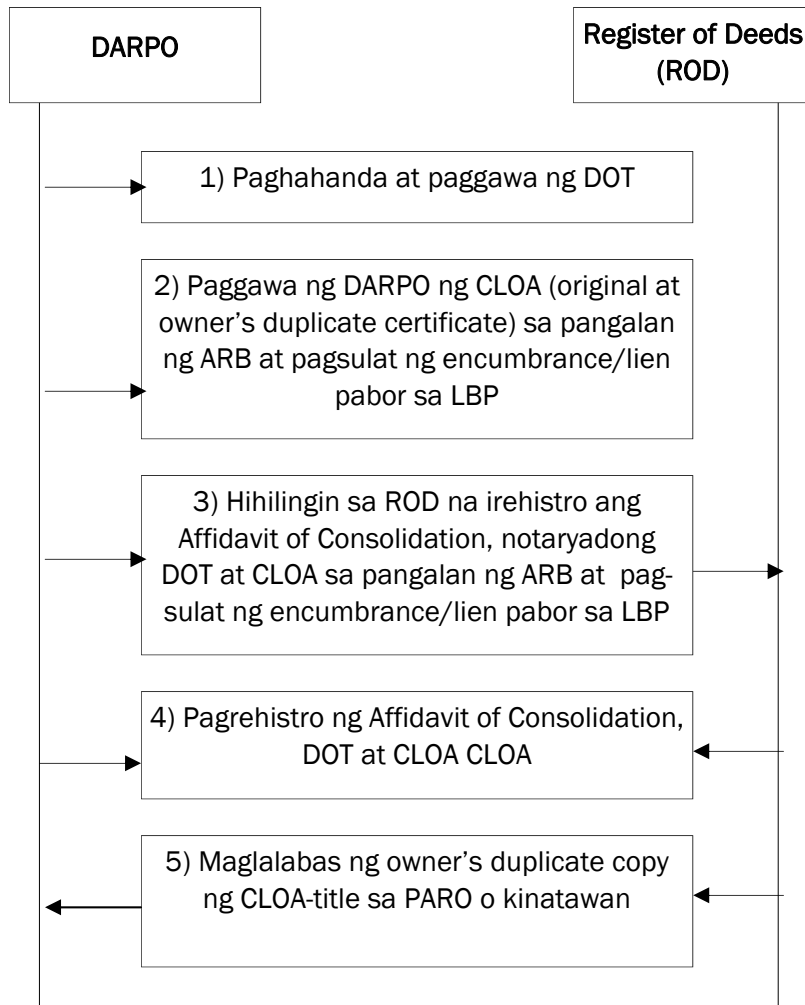 DARPO
Register of Deeds
(ROD)
1) Paghahanda at paggawa ng DOT
2) Paggawa ng DARPO ng CLOA (original at
owner's duplicate certificate) sa pangalan
ng ARB at pagsulat ng encumbrance/lien
pabor sa LBP
3) Hihilingin sa ROD na irehistro ang
Affidavit of Consolidation, notaryadong
DOT at CLOA sa pangalan ng ARB at pag-
sulat ng encumbrance/lien pabor sa LBP
4) Pagrehistro ng Affidavit of Consolidation,
DOT at CLOA CLOA
5) Maglalabas ng owner's duplicate copy
ng CLOA-title sa PARO o kinatawan